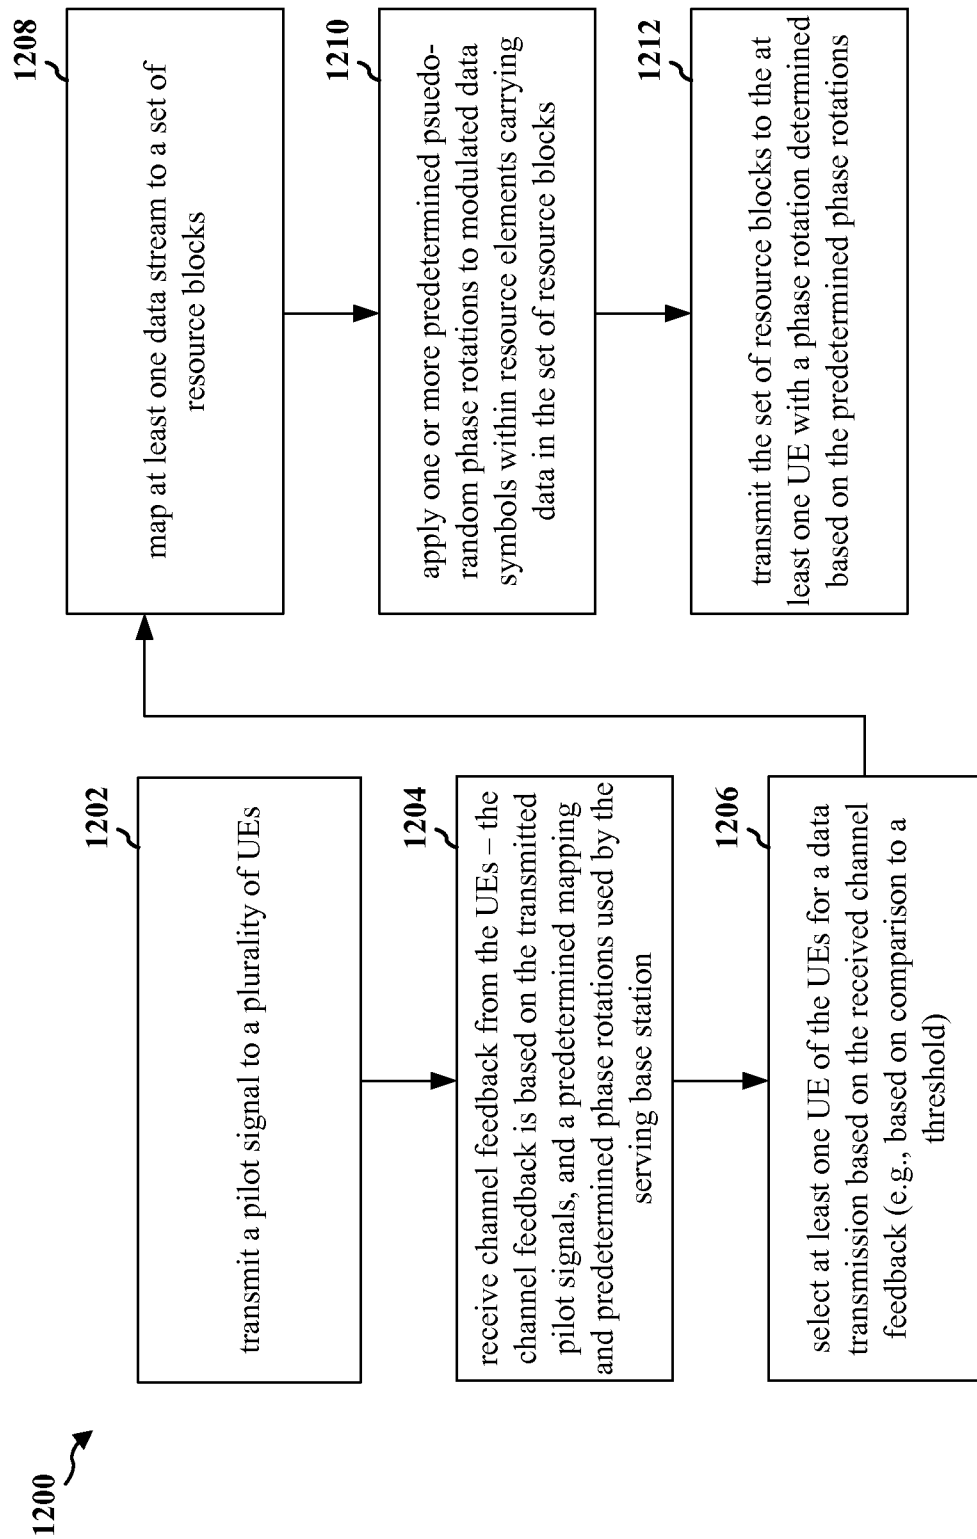 1200
1202
transmit a pilot signal to a plurality of UEs
1204
receive channel feedback from the UEs – the
channel feedback is based on the transmitted
pilot signals, and a predetermined mapping
and predetermined phase rotations used by the
serving base station
1206
select at least one UE of the UEs for a data
transmission based on the received channel
feedback (e.g., based on comparison to a
threshold)
1208
map at least one data stream to a set of
resource blocks
1210
apply one or more predetermined psuedo-
random phase rotations to modulated data
symbols within resource elements carrying
data in the set of resource blocks
1212
transmit the set of resource blocks to the at
least one UE with a phase rotation determined
based on the predetermined phase rotations